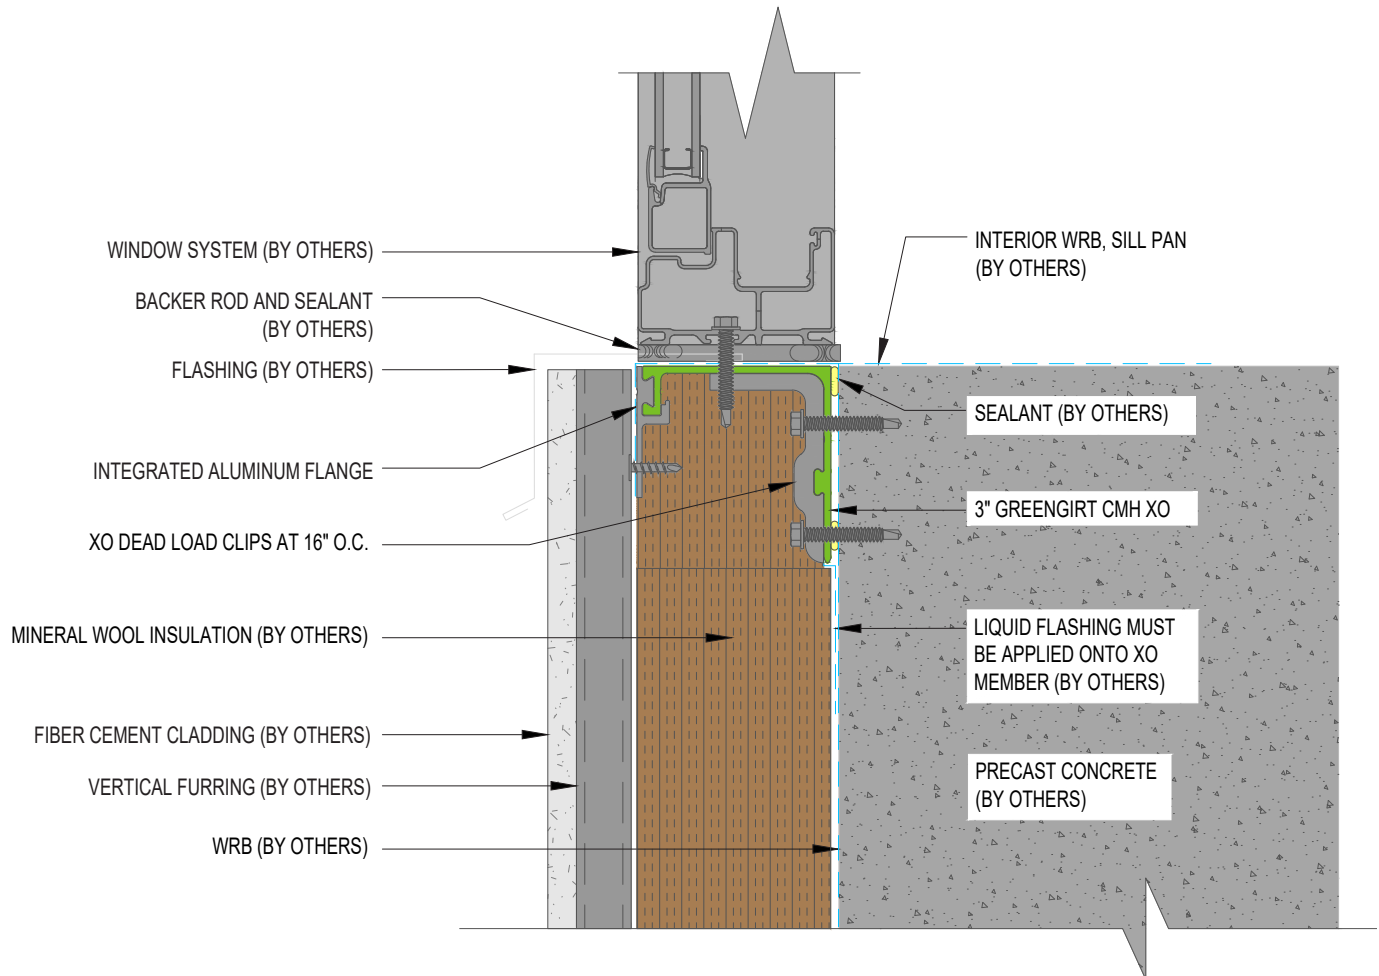 WINDOW SYSTEM (BY OTHERS)
BACKER ROD AND SEALANT
(BY OTHERS)
FLASHING (BY OTHERS)
INTEGRATED ALUMINUM FLANGE
XO DEAD LOAD CLIPS AT 16" O.C.
MINERAL WOOL INSULATION (BY OTHERS)
FIBER CEMENT CLADDING (BY OTHERS)
VERTICAL FURRING (BY OTHERS)
WRB (BY OTHERS)
INTERIOR WRB, SILL PAN
(BY OTHERS)
SEALANT (BY OTHERS)
3" GREENGIRT CMH XO
LIQUID FLASHING MUST
BE APPLIED ONTO XO
MEMBER (BY OTHERS)
PRECAST CONCRETE
(BY OTHERS)